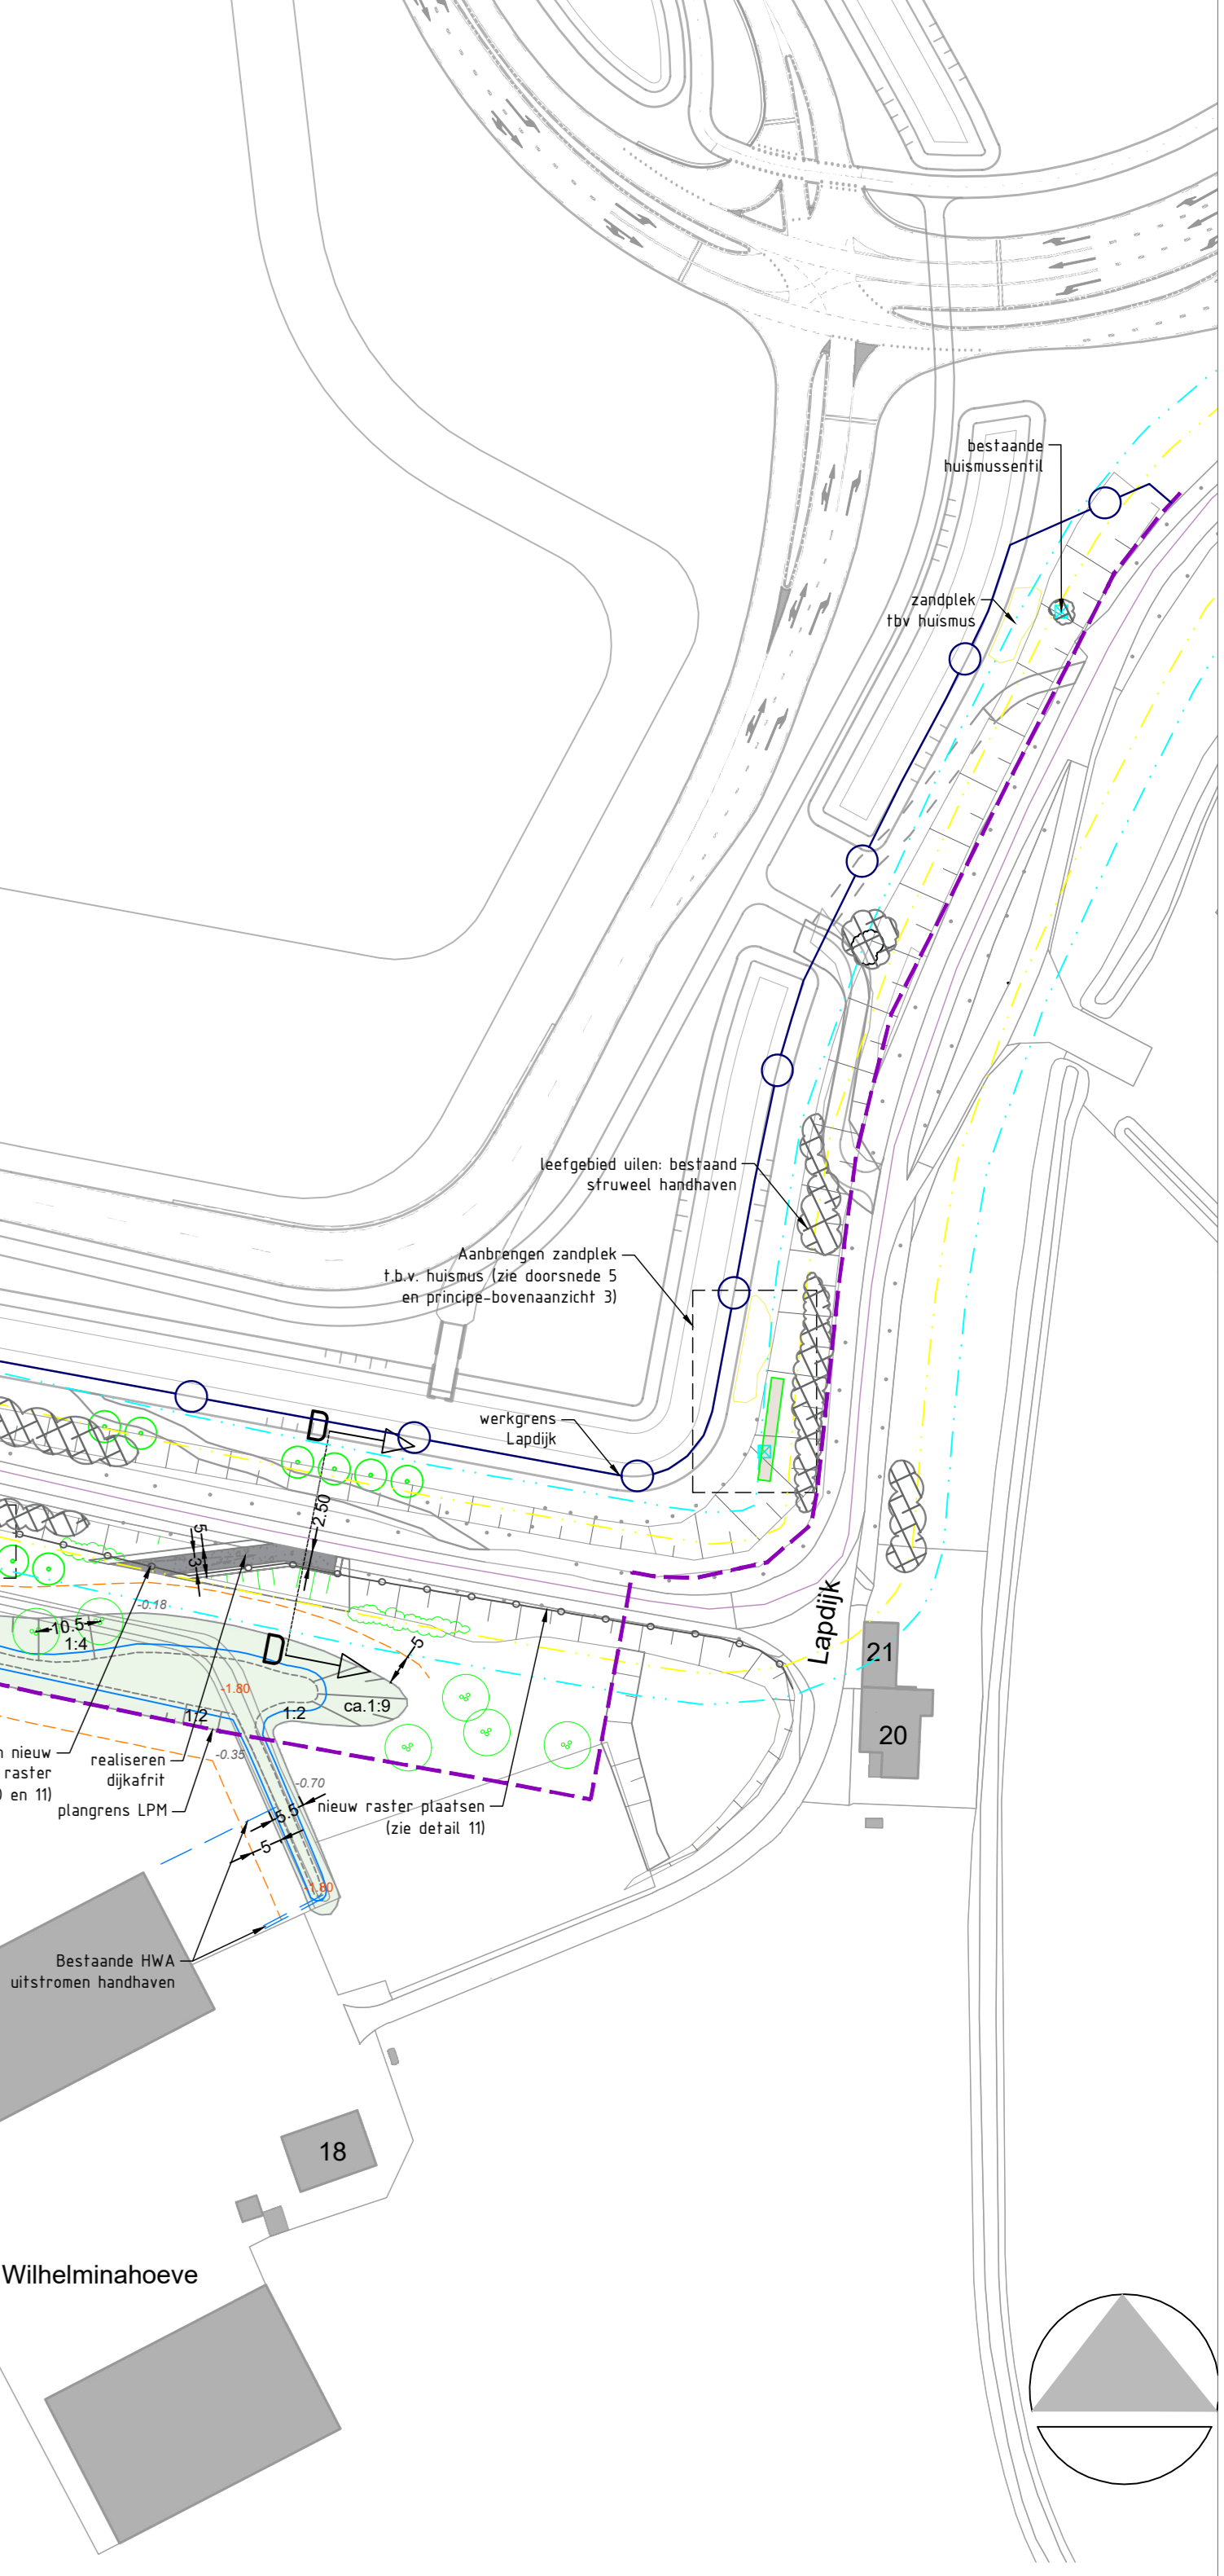 bestaande
huismussentil
zandplek
tbv huismus
leefgebied uilen: bestaand
struweel handhaven
Aanbrengen zandplek
t.b.v. huismus (zie doorsnede 5
en principe-bovenaanzicht 3)
werkgrens
Lapdijk
D
2.50
5
3
-0.18
10.5
1:4
D
5
Lapdijk
21
-1.80
ca.1:9
1:2
1:2
20
n nieuw
raster
) en 11)
realiseren
dijkafrit
-0.35
plangrens LPM
-0.70
nieuw raster plaatsen
(zie detail 11)
5.5
5
-1.80
Bestaande HWA
uitstromen handhaven
18
Wilhelminahoeve